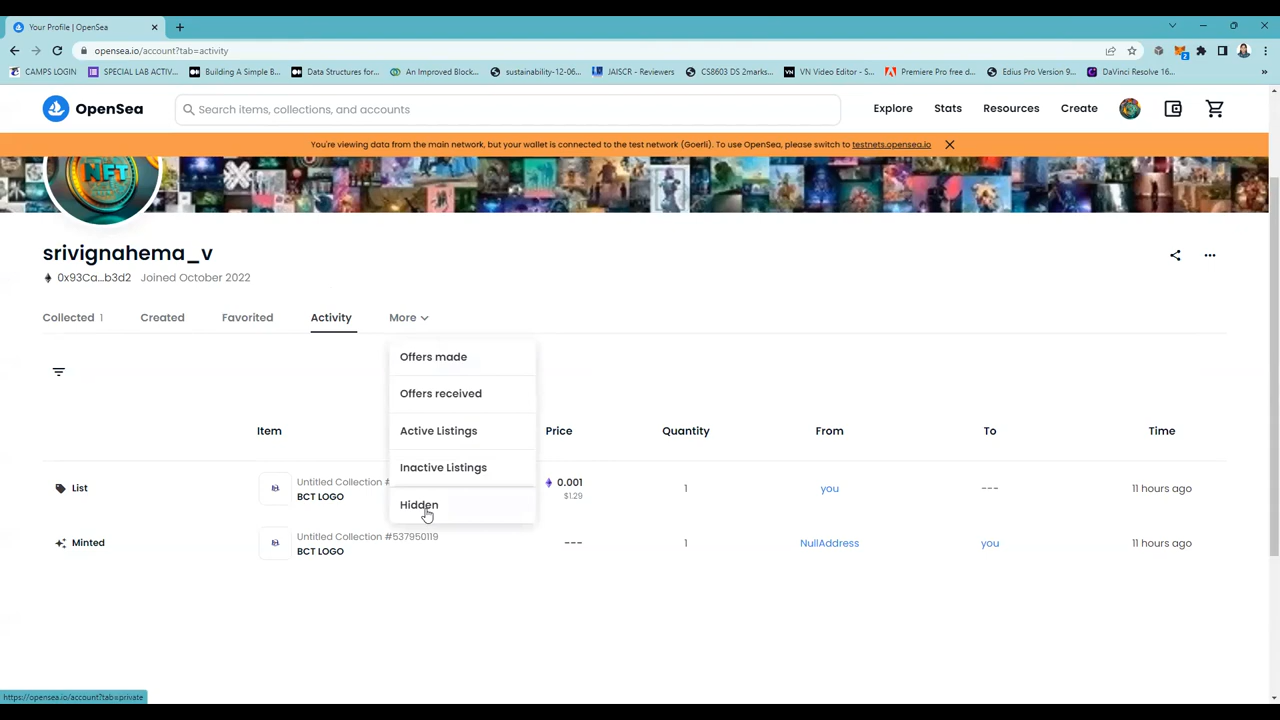 Your Profile | OpenSea
opensea.io/account?tab=activity
CAMPS LOGIN
SPECIAL LAB ACTIV...
Building A Simple B...
Data Structures for...
An Improved Block...
sustainability-12-06...
JAISCR - Reviewers
CS8603 DS 2marks...
VN Video Editor - S...
Premiere Pro free d...
Edius Pro Version 9...
DaVinci Resolve 16...
OpenSea
Search items, collections, and accounts
Explore
Stats
Resources
Create
You're viewing data from the main network, but your wallet is connected to the test network (Goerli). To use OpenSea, please switch to testnets.opensea.io
NFT
srivignahema_v
0x93Ca...b3d2 Joined October 2022
Collected 1
Created
Favorited
Activity
More
Offers made
Offers received
Active Listings
Inactive Listings
Hidden
Item
Price
Quantity
From
To
Time
List
Untitled Collection #
BCT LOGO
0.001
$1.29
1
you
---
11 hours ago
Minted
Untitled Collection #537950119
BCT LOGO
---
1
NullAddress
you
11 hours ago
https://opensea.io/account?tab=private